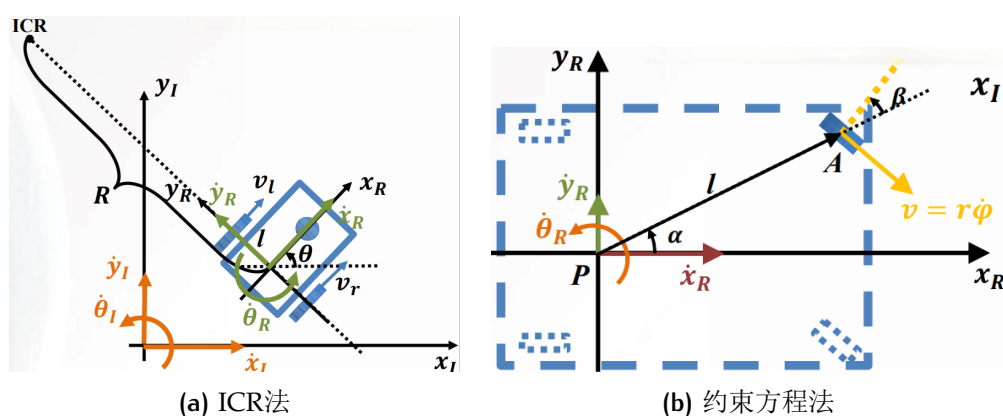 ICR
y_I
R
y_R
ẏ_R
v_l
x_R
ẋ_R
l
θ
v_r
θ̇_R
ẏ_I
θ̇_I
ẋ_I
x_I
(a) ICR法
y_R
x_I
β
A
v = rφ̇
l
ẏ_R
θ̇_R
α
P
ẋ_R
x_R
(b) 约束方程法